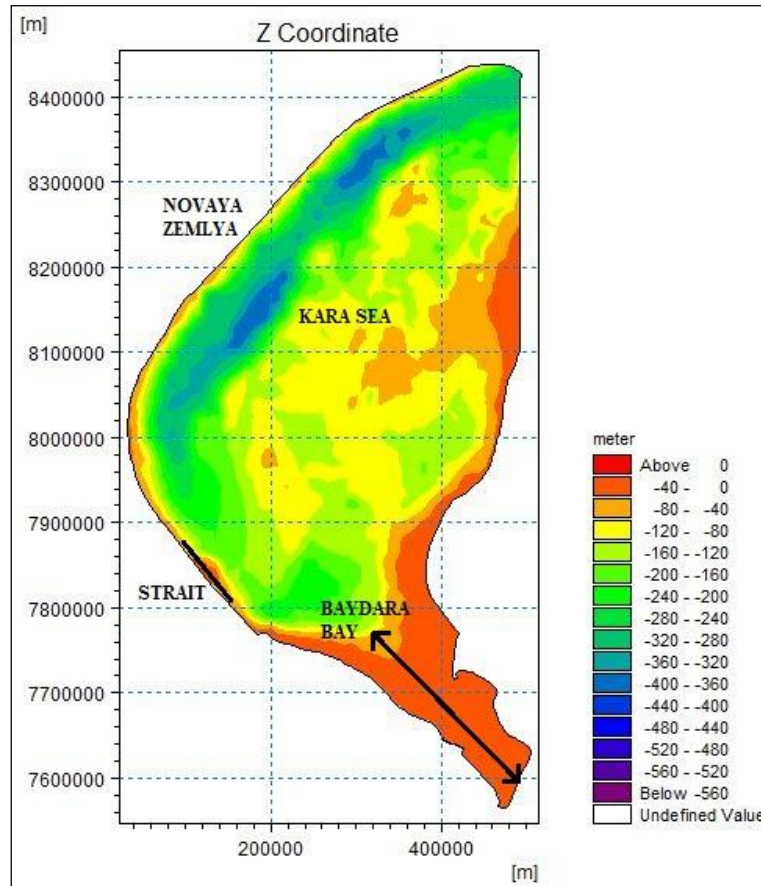 [m]
Z Coordinate
8400000
8300000
NOVAYA
ZEMLYA
8200000
KARA SEA
8100000
8000000
7900000
STRAIT
7800000
BAYDARA
BAY
7700000
7600000
200000
400000
[m]
meter
Above 0
-40 - 0
-80 - -40
-120 - -80
-160 - -120
-200 - -160
-240 - -200
-280 - -240
-320 - -280
-360 - -320
-400 - -360
-440 - -400
-480 - -440
-520 - -480
-560 - -520
Below -560
Undefined Value